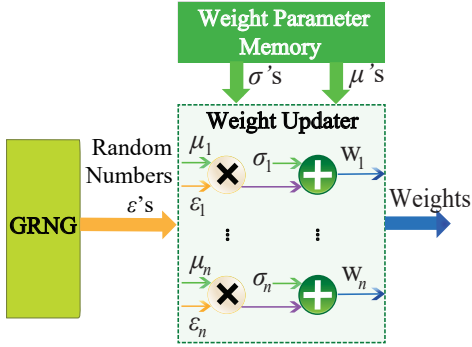 Weight Parameter
Memory
σ's
μ's
Weight Updater
GRNG
Random
Numbers
ε's
μ1
ε1
σ1
W1
μn
εn
σn
Wn
Weights